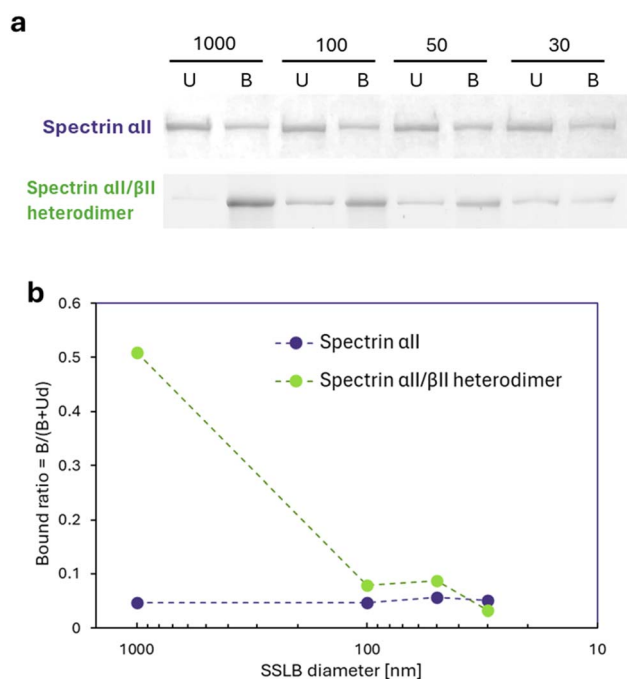 a
1000 100 50 30
U B U B U B U B
Spectrin αII
Spectrin αII/βII
heterodimer
b
0.6
0.5
0.4
0.3
0.2
0.1
0
Bound ratio = B/(B+Ud)
Spectrin αII
Spectrin αII/βII heterodimer
1000 100 10
SSLB diameter [nm]